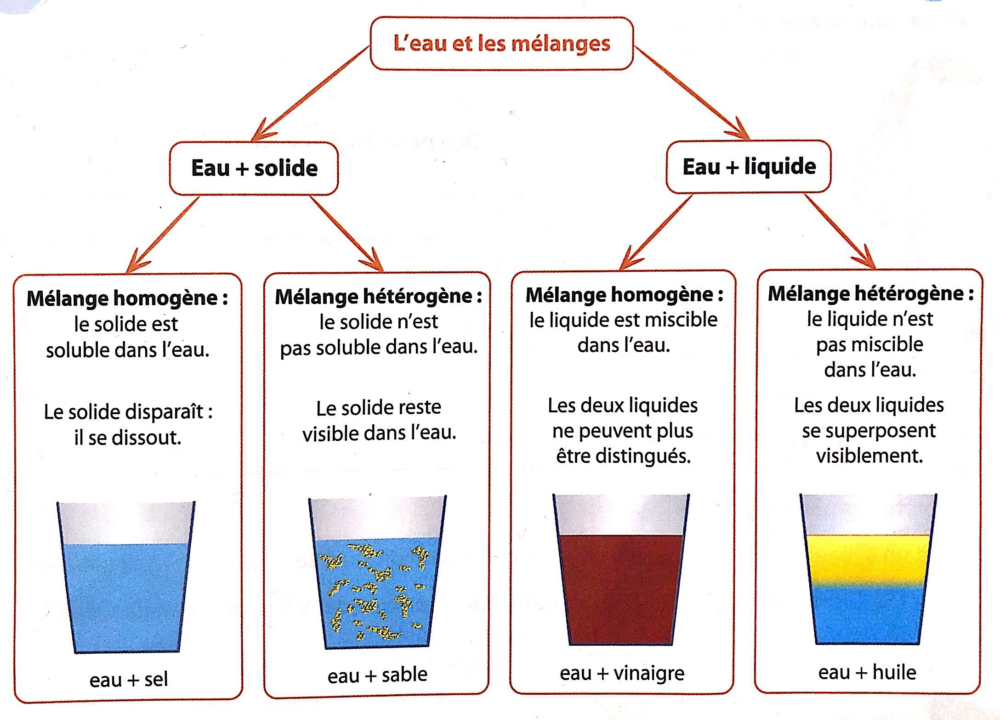 L'eau et les mélanges
Eau + solide
Eau + liquide
Mélange homogène :
le solide est
soluble dans l'eau.
Le solide disparaît :
il se dissout.
eau + sel
Mélange hétérogène :
le solide n'est
pas soluble dans l'eau.
Le solide reste
visible dans l'eau.
eau + sable
Mélange homogène :
le liquide est miscible
dans l'eau.
Les deux liquides
ne peuvent plus
être distingués.
eau + vinaigre
Mélange hétérogène :
le liquide n'est
pas miscible
dans l'eau.
Les deux liquides
se superposent
visiblement.
eau + huile